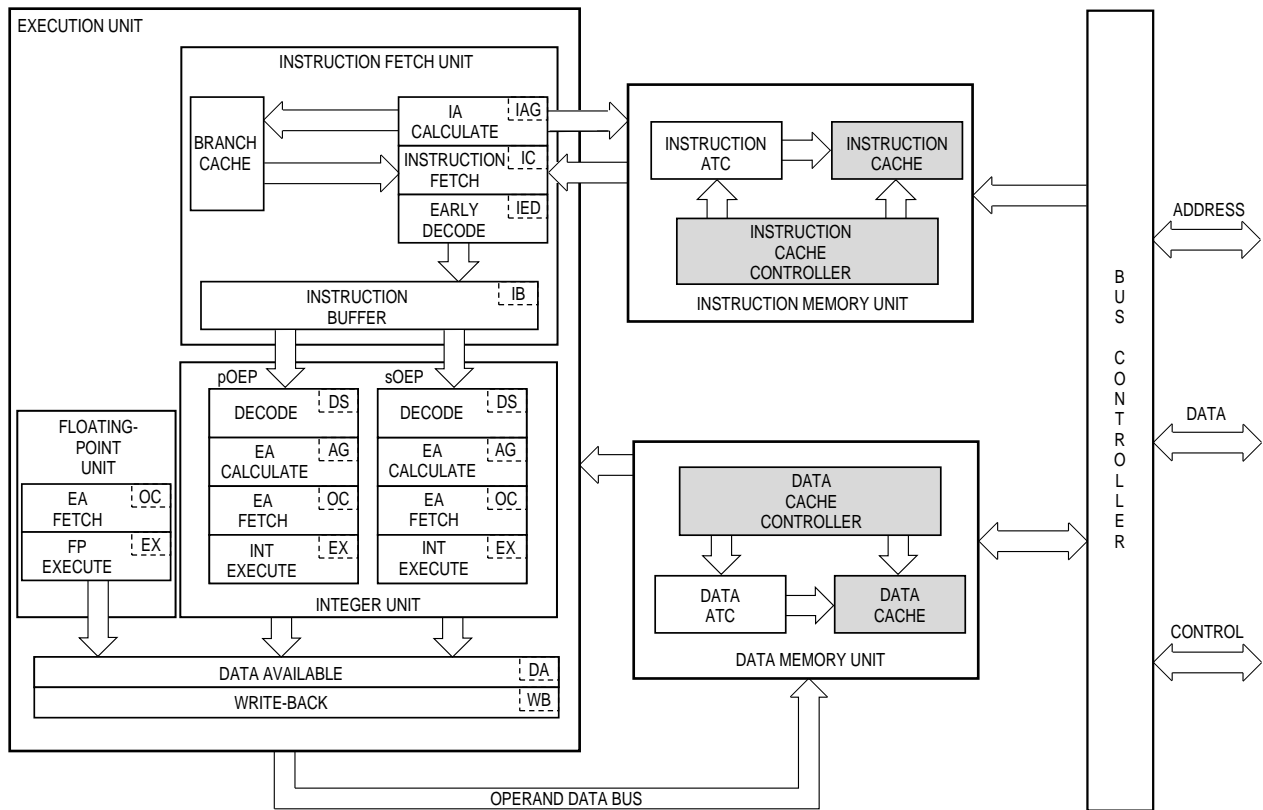 EXECUTION UNIT
INSTRUCTION FETCH UNIT
BRANCH
CACHE
IA
CALCULATE
IAG
INSTRUCTION
FETCH
IC
EARLY
DECODE
IED
INSTRUCTION
BUFFER
IB
pOEP
DECODE
DS
EA
CALCULATE
AG
EA
FETCH
OC
INT
EXECUTE
EX
sOEP
DECODE
DS
EA
CALCULATE
AG
EA
FETCH
OC
INT
EXECUTE
EX
INTEGER UNIT
FLOATING-
POINT
UNIT
EA
FETCH
OC
FP
EXECUTE
EX
DATA AVAILABLE
DA
WRITE-BACK
WB
INSTRUCTION
ATC
INSTRUCTION
CACHE
INSTRUCTION
CACHE
CONTROLLER
INSTRUCTION MEMORY UNIT
DATA
CACHE
CONTROLLER
DATA
ATC
DATA
CACHE
DATA MEMORY UNIT
OPERAND DATA BUS
BUS CONTROLLER
ADDRESS
DATA
CONTROL